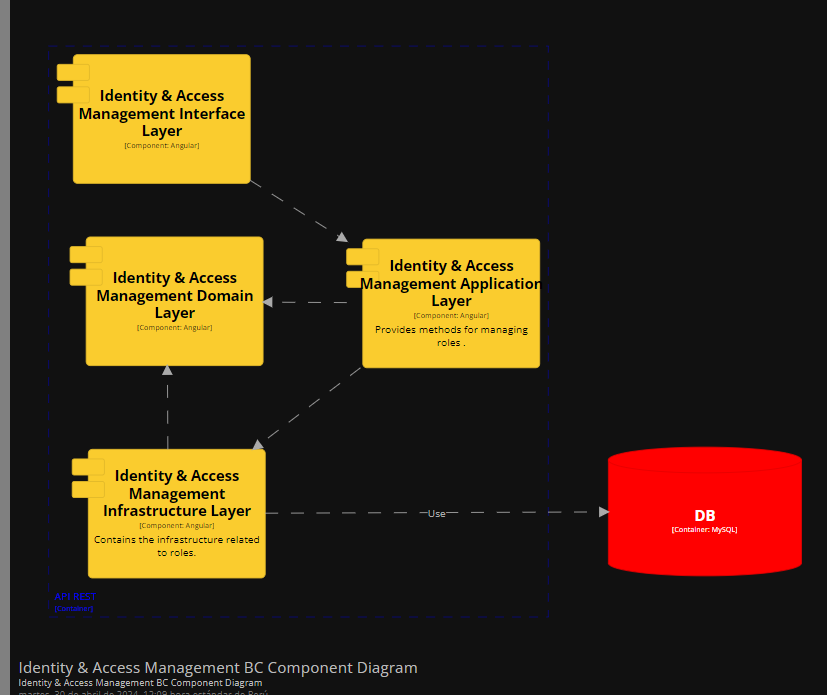 Identity & Access
Management Interface
Layer
[Component: Angular]
Identity & Access
Management Domain
Layer
[Component: Angular]
Identity & Access
Management Application
Layer
[Component: Angular]
Provides methods for managing
roles .
Identity & Access
Management
Infrastructure Layer
[Component: Angular]
Contains the infrastructure related
to roles.
Use
DB
[Container: MySQL]
API REST
[Container]
Identity & Access Management BC Component Diagram
Identity & Access Management BC Component Diagram
martes, 30 de abril de 2024, 12:09 hora estándar de Perú